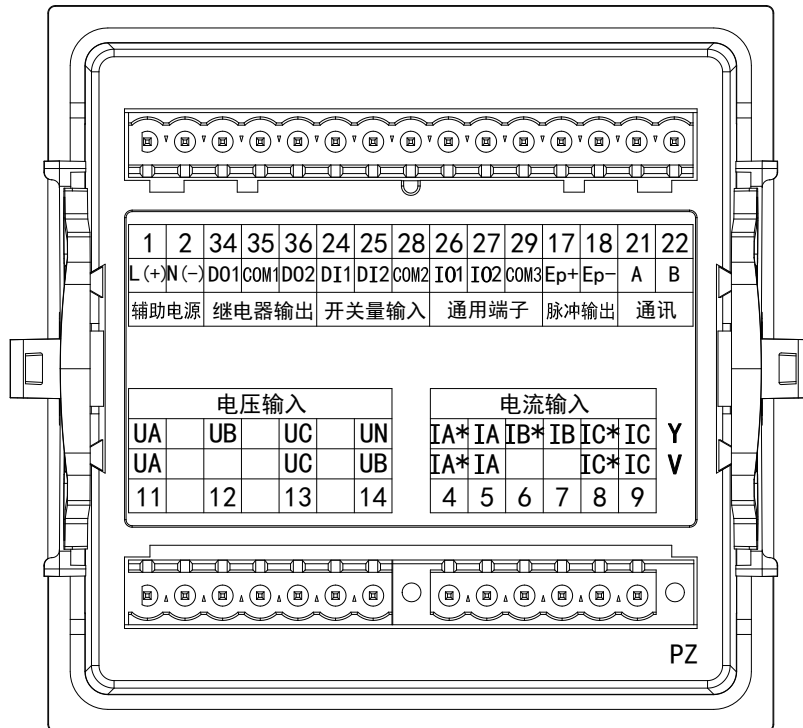 1 2 34 35 36 24 25 28 26 27 29 17 18 21 22
L(+) N(-) DO1 COM1 DO2 DI1 DI2 COM2 IO1 IO2 COM3 Ep+ Ep- A B
辅助电源 继电器输出 开关量输入 通用端子 脉冲输出 通讯
电压输入 电流输入
UA UB UC UN IA* IA IB* IB IC* IC Y
UA UC UB IA* IA IC* IC V
11 12 13 14 4 5 6 7 8 9
PZ